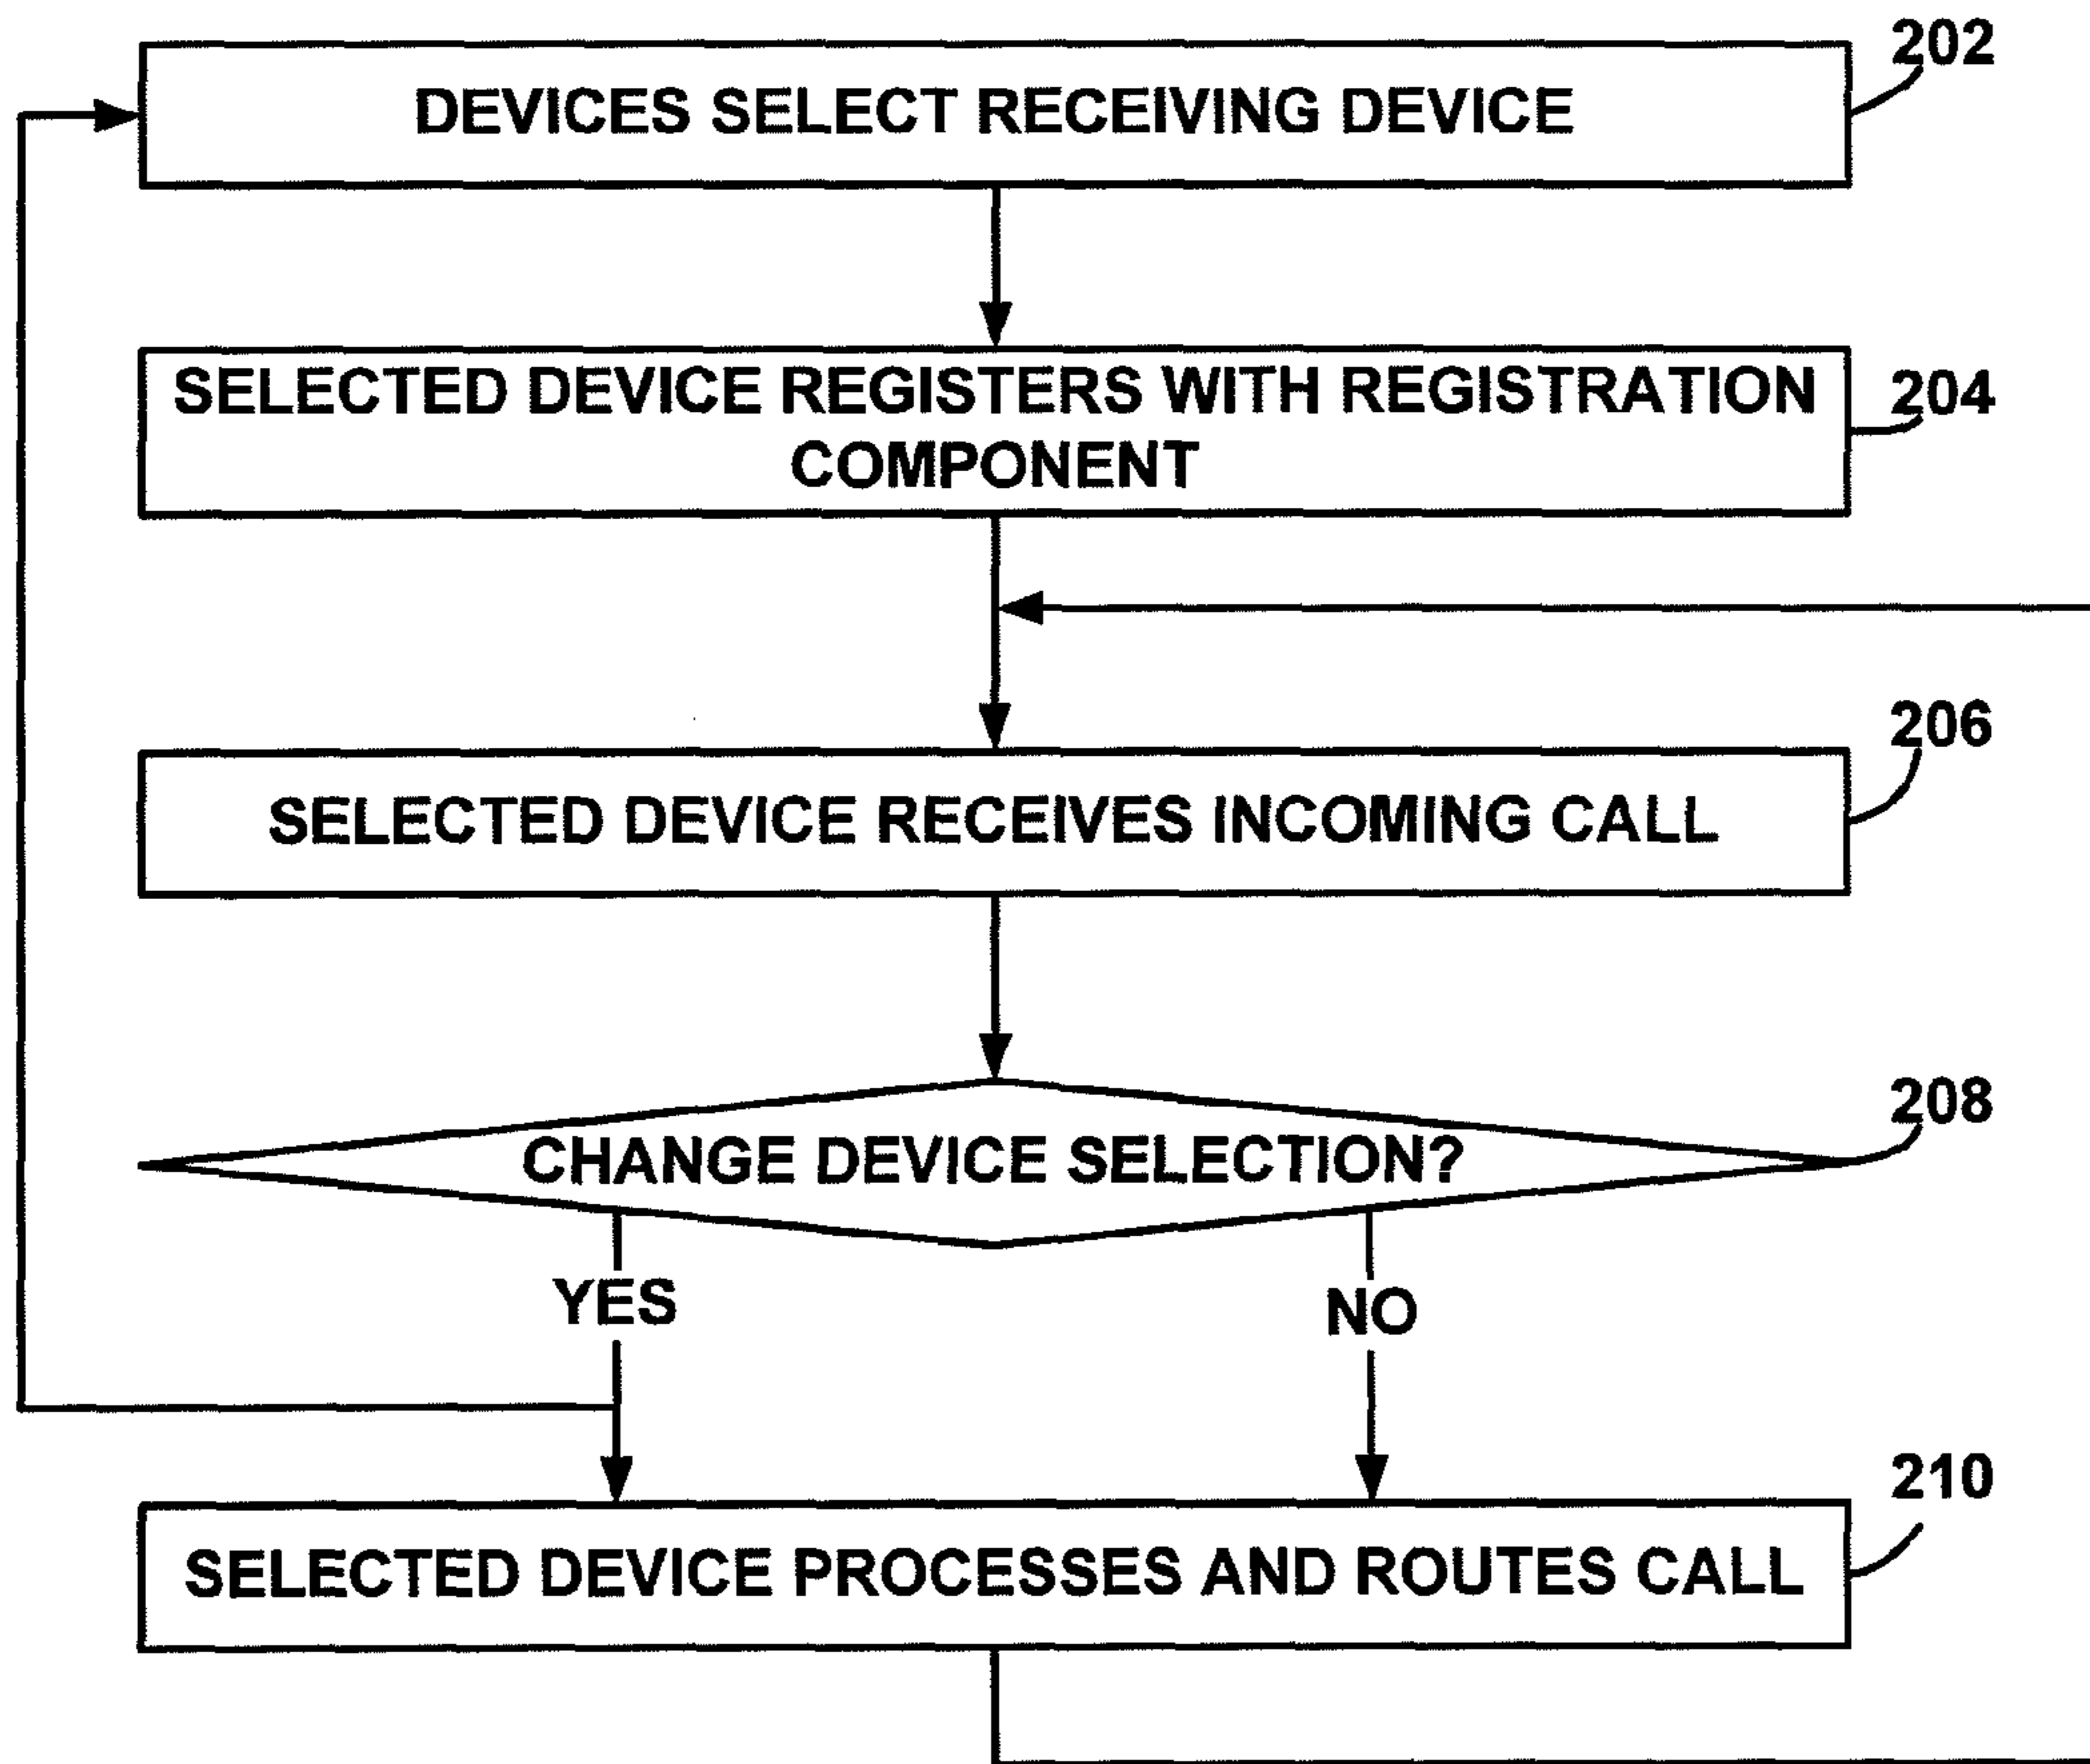 202
DEVICES SELECT RECEIVING DEVICE
SELECTED DEVICE REGISTERS WITH REGISTRATION
COMPONENT
204
206
SELECTED DEVICE RECEIVES INCOMING CALL
208
CHANGE DEVICE SELECTION?
YES
NO
210
SELECTED DEVICE PROCESSES AND ROUTES CALL